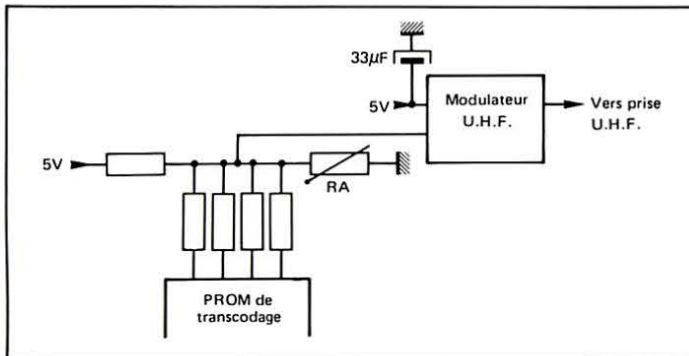 33µF
5V
Modulateur
U.H.F.
Vers prise
U.H.F.
5V
RA
PROM de
transcodage